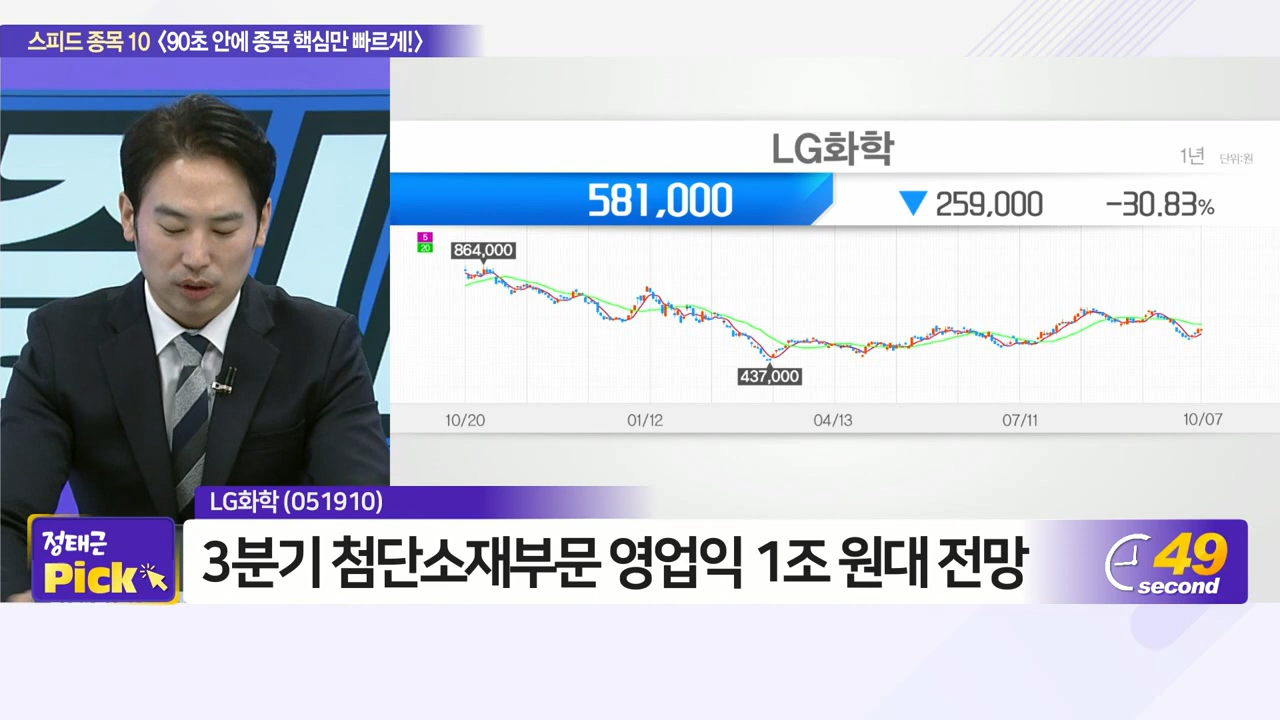 스피드 종목 10 〈90초 안에 종목 핵심만 빠르게!〉
LG화학
1년 단위:원
581,000 ▼ 259,000 -30.83%
5
20
864,000
437,000
10/20 01/12 04/13 07/11 10/07
LG화학 (051910)
정태근
Pick
3분기 첨단소재부문 영업익 1조 원대 전망
49
second